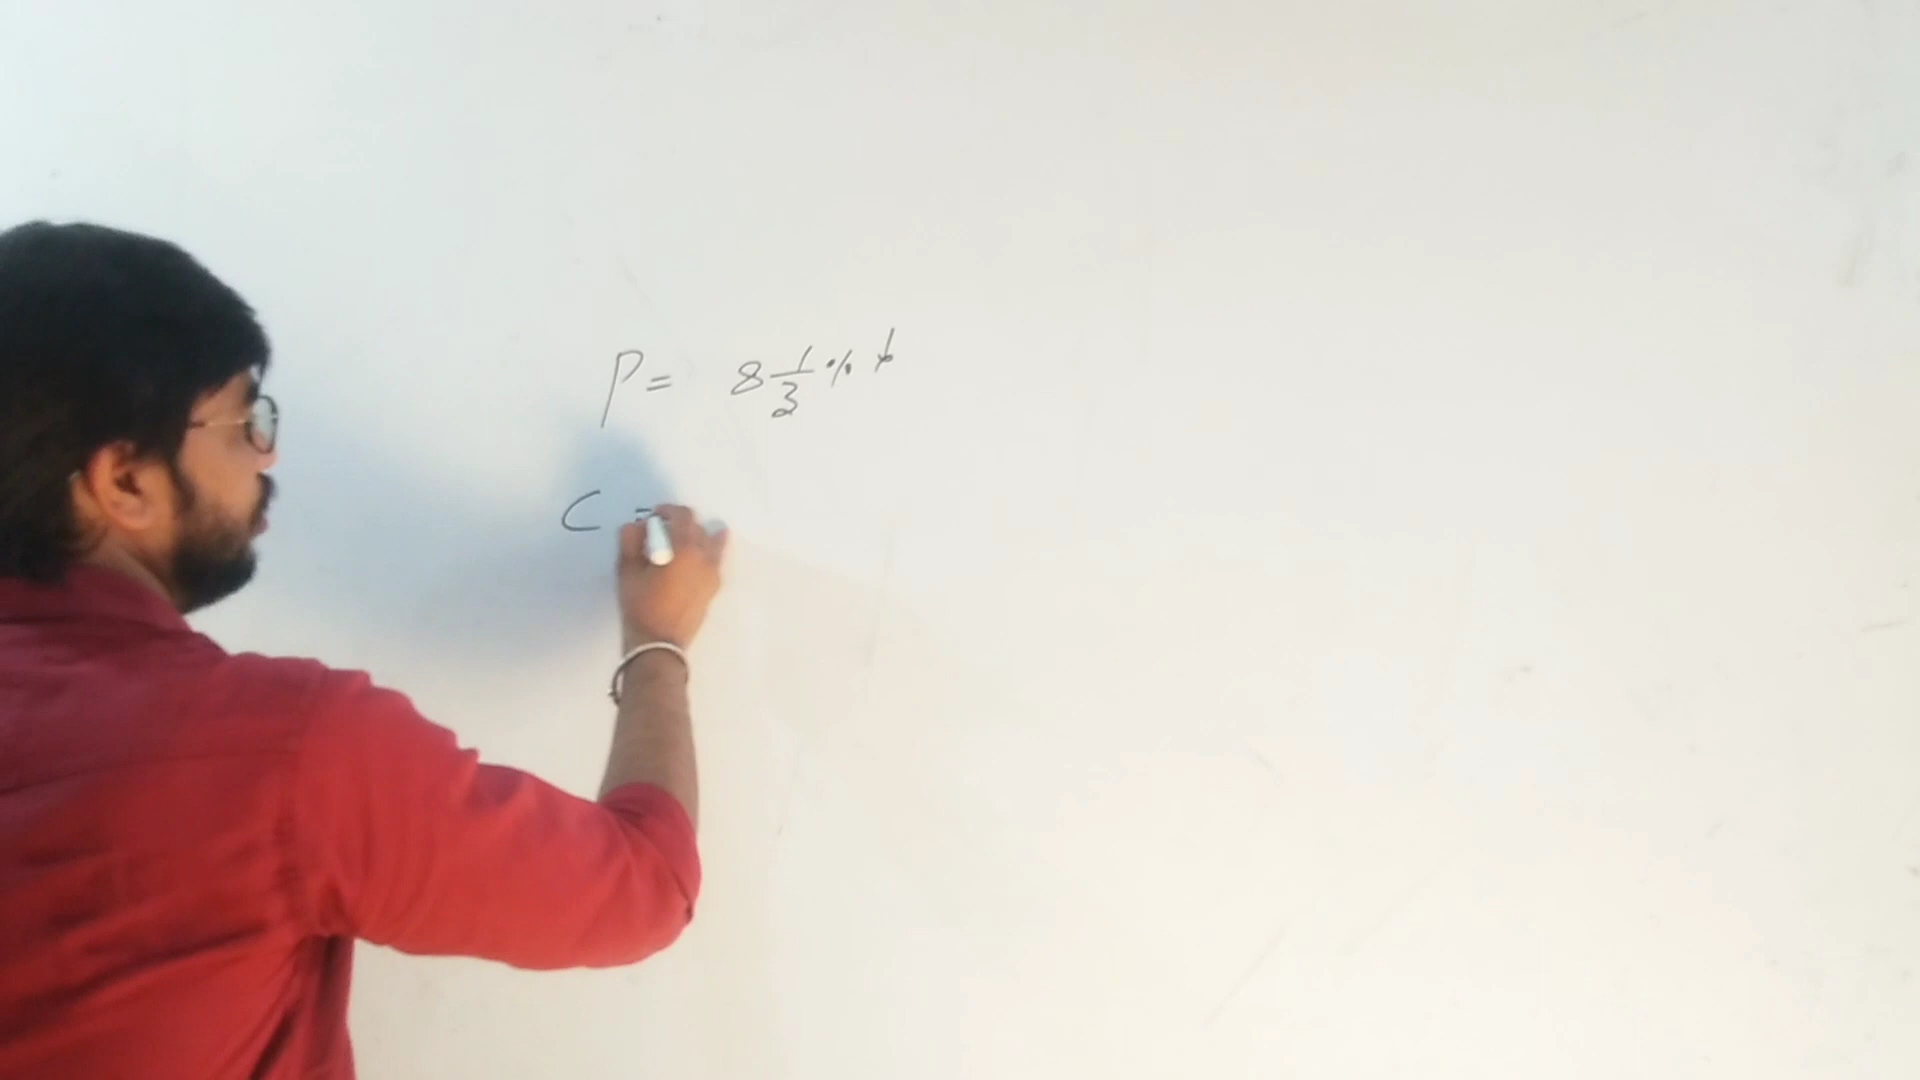 P = 8 1/3 %
C =